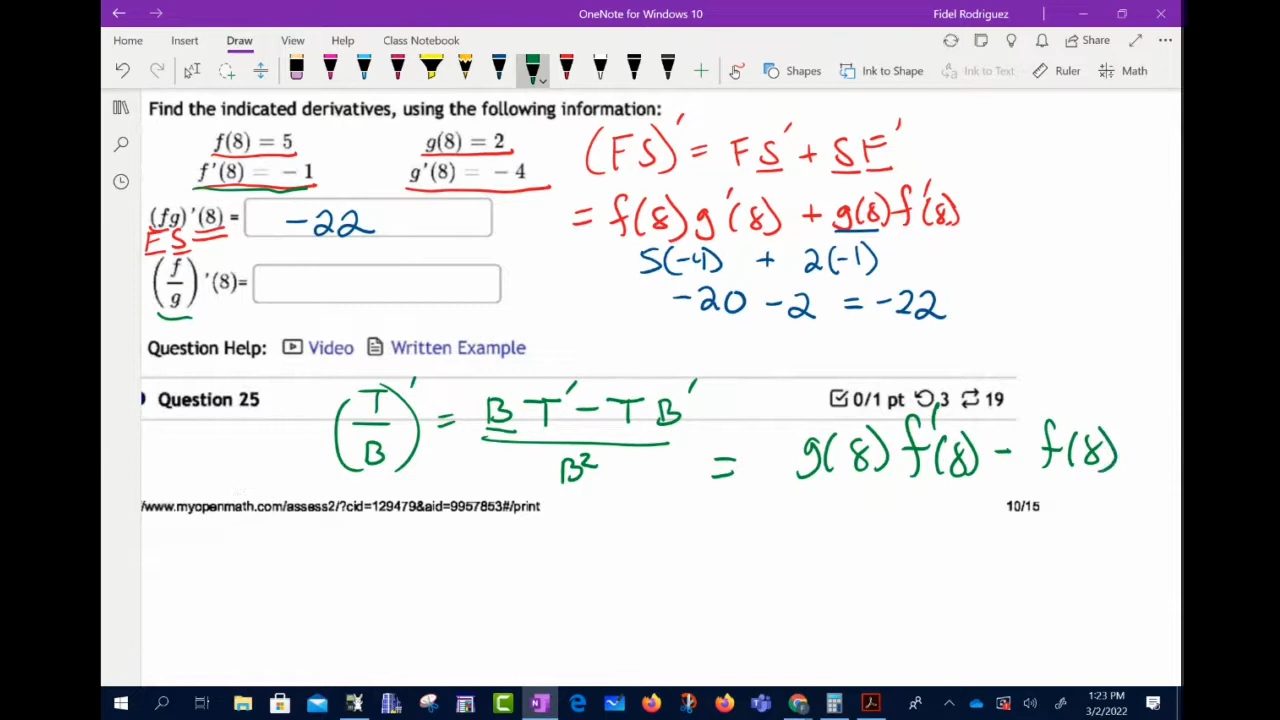 OneNote for Windows 10
Fidel Rodriguez
Home Insert Draw View Help Class Notebook
Share
Shapes Ink to Shape Ink to Text Ruler Math
Find the indicated derivatives, using the following information:
f(8) = 5 g(8) = 2
f'(8) = −1 g'(8) = −4
(FS)' = FS' + SF'
(fg)'(8) = −22
F S
= f(8)g'(8) + g(8)f'(8)
5(−4) + 2(−1)
(f/g)'(8)=
−20 −2 = −22
Question Help: Video Written Example
Question 25
0/1 pt 3 19
(T/B)' = (BT' − TB')/B² = g(8)f'(8) − f(8)
/www.myopenmath.com/assess2/?cid=129479&aid=9957853#/print 10/15
1:23 PM
3/2/2022